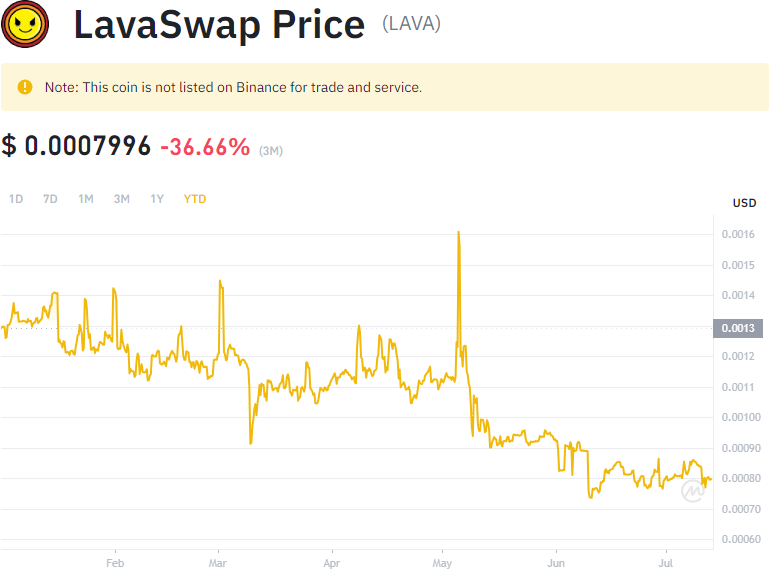 LavaSwap Price (LAVA)
Note: This coin is not listed on Binance for trade and service.
$ 0.0007996 -36.66% (3M)
1D 7D 1M 3M 1Y YTD
USD
0.0016
0.0015
0.0014
0.0013
0.0012
0.0011
0.00100
0.00090
0.00080
0.00070
0.00060
Feb Mar Apr May Jun Jul